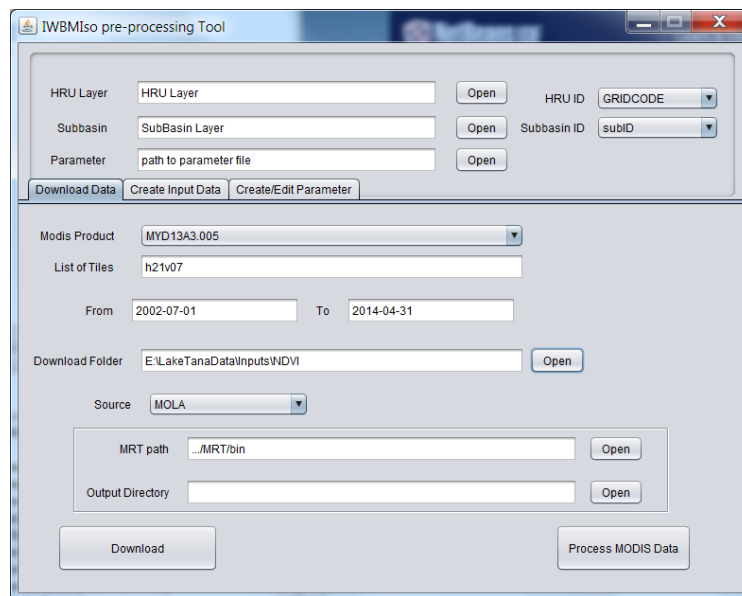 IWBMIso pre-processing Tool
HRU Layer HRU Layer Open HRU ID GRIDCODE
Subbasin SubBasin Layer Open Subbasin ID subID
Parameter path to parameter file Open
Download Data Create Input Data Create/Edit Parameter
Modis Product MYD13A3.005
List of Tiles h21v07
From 2002-07-01 To 2014-04-31
Download Folder E:\LakeTanaData\Inputs\NDVI Open
Source MOLA
MRT path .../MRT/bin Open
Output Directory Open
Download Process MODIS Data